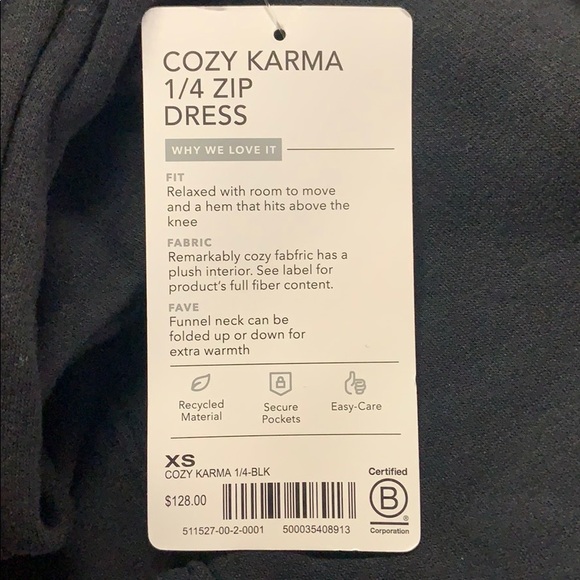 COZY KARMA
1/4 ZIP
DRESS
WHY WE LOVE IT
FIT
Relaxed with room to move
and a hem that hits above the
knee
FABRIC
Remarkably cozy fabfric has a
plush interior. See label for
product's full fiber content.
FAVE
Funnel neck can be
folded up or down for
extra warmth
Recycled
Material
Secure
Pockets
Easy-Care
XS
COZY KARMA 1/4-BLK
$128.00
511527-00-2-0001 500035408913
Certified
B
®
Corporation